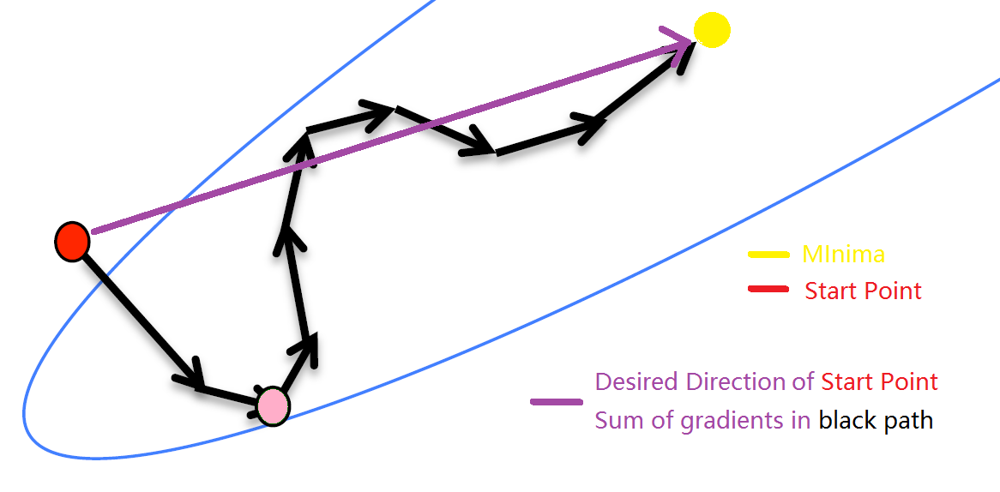 MInima
Start Point
Desired Direction of Start Point
Sum of gradients in black path